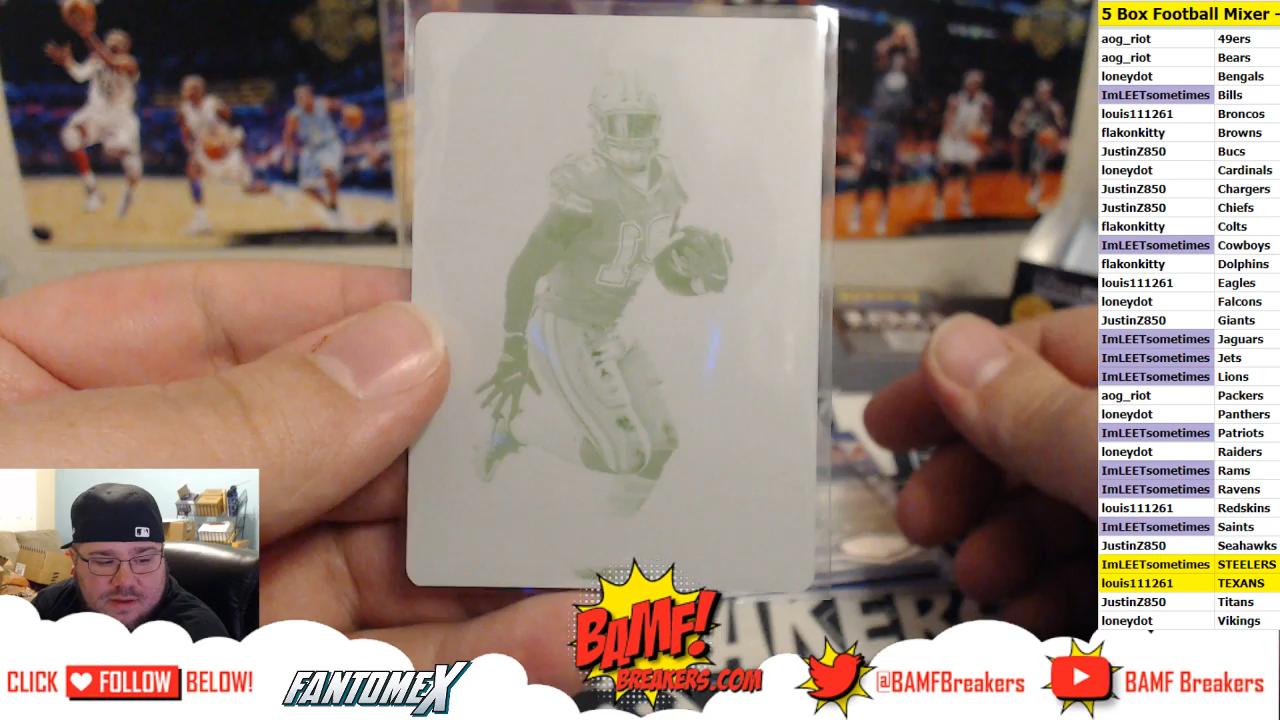 5 Box Football Mixer -
aog_riot 49ers
aog_riot Bears
loneydot Bengals
ImLEETsometimes Bills
louis111261 Broncos
flakonkitty Browns
JustinZ850 Bucs
loneydot Cardinals
JustinZ850 Chargers
JustinZ850 Chiefs
flakonkitty Colts
ImLEETsometimes Cowboys
flakonkitty Dolphins
louis111261 Eagles
loneydot Falcons
JustinZ850 Giants
ImLEETsometimes Jaguars
ImLEETsometimes Jets
ImLEETsometimes Lions
aog_riot Packers
loneydot Panthers
ImLEETsometimes Patriots
loneydot Raiders
ImLEETsometimes Rams
ImLEETsometimes Ravens
louis111261 Redskins
ImLEETsometimes Saints
JustinZ850 Seahawks
ImLEETsometimes STEELERS
louis111261 TEXANS
JustinZ850 Titans
loneydot Vikings
CLICK FOLLOW BELOW!
FANTOMEX
BAMF!
BREAKERS.COM
@BAMFBreakers
BAMF Breakers